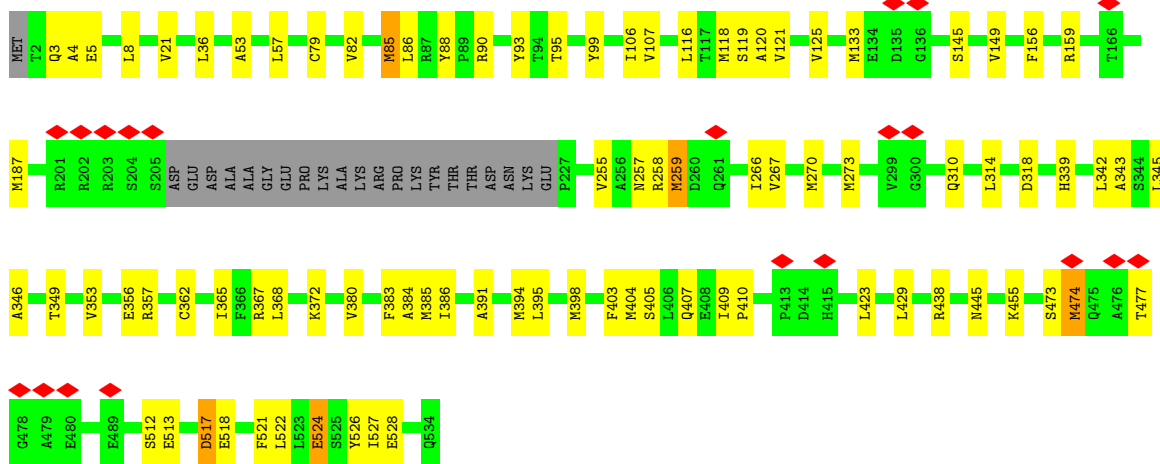 MET T2 Q3 A4 E5 L8 V21 L36 A53 L57 C79 V82 M85 L86 R87 Y88 P89 R90 Y93 T94 T95 Y99 I106 V107 L116 T117 M118 S119 A120 V121 V125 M133 E134 D135 G136 S145 V149 F156 R159 T166
M187 R201 R202 R203 S204 S205 ASP GLU ASP ALA ALA GLY GLU PRO LYS ALA LYS ARG PRO LYS TYR THR THR ASP ASN LYS GLU P227 V255 A256 N257 R258 M259 D260 Q261 I266 V267 M270 M273 V299 G300 Q310 L314 D318 H339 L342 A343 S344 L345
A346 T349 V353 E356 R357 C362 I365 F366 R367 L368 K372 V380 F383 A384 M385 I386 A391 M394 L395 M398 F403 M404 S405 L406 Q407 E408 I409 P410 P413 D414 H415 L423 L429 R438 N445 K455 S473 M474 Q475 A476 T477
G478 A479 E480 E489 S512 E513 D517 E518 F521 L522 L523 E524 S525 Y526 I527 E528 Q534